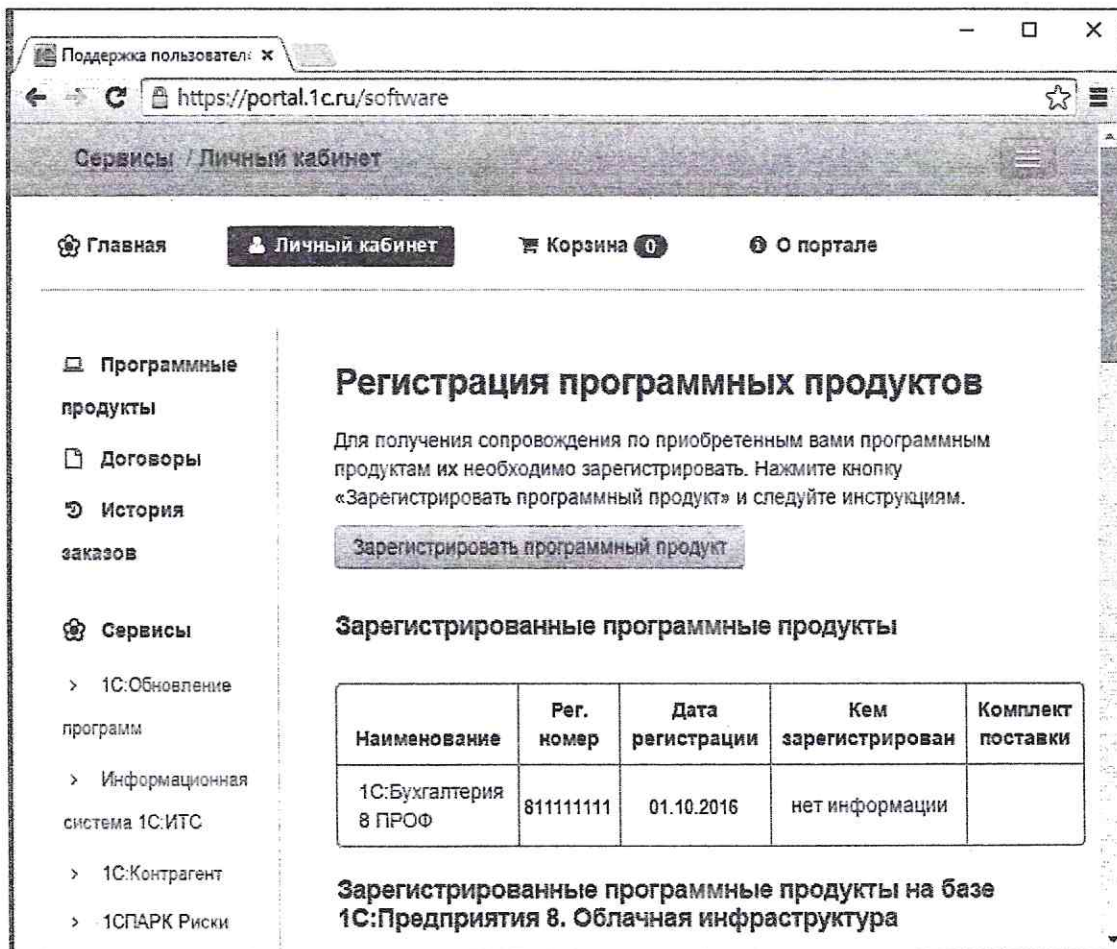 Поддержка пользовател
https://portal.1c.ru/software
Сервисы / Личный кабинет
Главная
Личный кабинет
Корзина 0
О портале
Программные
продукты
Договоры
История
заказов
Сервисы
1С:Обновление
программ
Информационная
система 1С:ИТС
1С:Контрагент
1СПАРК Риски
Регистрация программных продуктов
Для получения сопровождения по приобретенным вами программным
продуктам их необходимо зарегистрировать. Нажмите кнопку
«Зарегистрировать программный продукт» и следуйте инструкциям.
Зарегистрировать программный продукт
Зарегистрированные программные продукты
Наименование Рег. номер Дата регистрации Кем зарегистрирован Комплект поставки
1С:Бухгалтерия 8 ПРОФ 811111111 01.10.2016 нет информации
Зарегистрированные программные продукты на базе
1С:Предприятия 8. Облачная инфраструктура